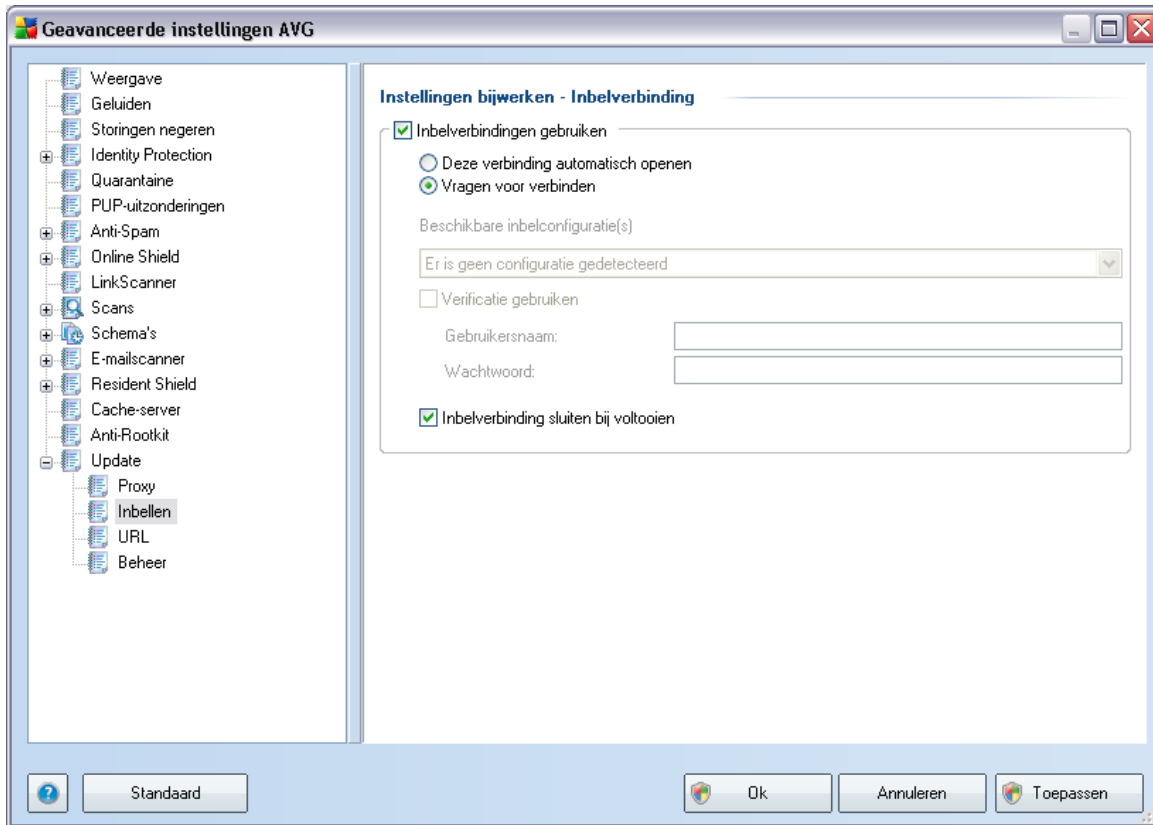 Geavanceerde instellingen AVG
Weergave
Geluiden
Storingen negeren
Identity Protection
Quarantaine
PUP-uitzonderingen
Anti-Spam
Online Shield
LinkScanner
Scans
Schema's
E-mailscanner
Resident Shield
Cache-server
Anti-Rootkit
Update
Proxy
Inbellen
URL
Beheer
Instellingen bijwerken - Inbelverbinding
Inbelverbindingen gebruiken
Deze verbinding automatisch openen
Vragen voor verbinden
Beschikbare inbelconfiguratie(s)
Er is geen configuratie gedetecteerd
Verificatie gebruiken
Gebruikersnaam:
Wachtwoord:
Inbelverbinding sluiten bij voltooien
Standaard
Ok
Annuleren
Toepassen